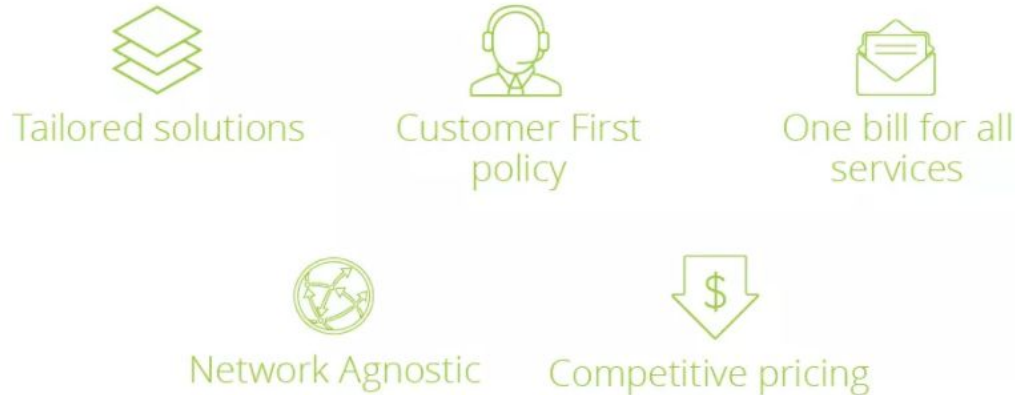 Tailored solutions
Customer First
policy
One bill for all
services
$
Network Agnostic
Competitive pricing